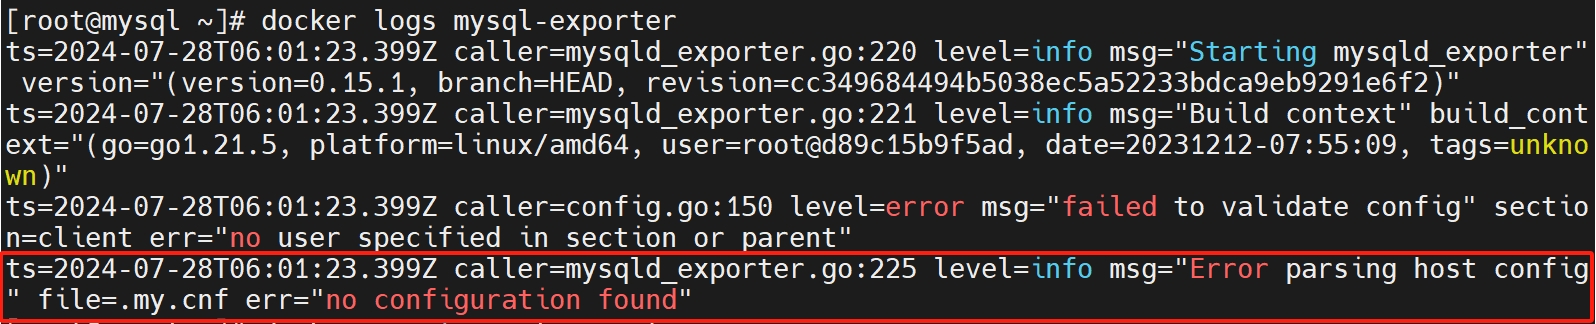 [root@mysql ~]# docker logs mysql-exporter
ts=2024-07-28T06:01:23.399Z caller=mysqld_exporter.go:220 level=info msg="Starting mysqld_exporter"
 version="(version=0.15.1, branch=HEAD, revision=cc349684494b5038ec5a52233bdca9eb9291e6f2)"
ts=2024-07-28T06:01:23.399Z caller=mysqld_exporter.go:221 level=info msg="Build context" build_cont
ext="(go=go1.21.5, platform=linux/amd64, user=root@d89c15b9f5ad, date=20231212-07:55:09, tags=unkno
wn)"
ts=2024-07-28T06:01:23.399Z caller=config.go:150 level=error msg="failed to validate config" sectio
n=client err="no user specified in section or parent"
ts=2024-07-28T06:01:23.399Z caller=mysqld_exporter.go:225 level=info msg="Error parsing host config
" file=.my.cnf err="no configuration found"